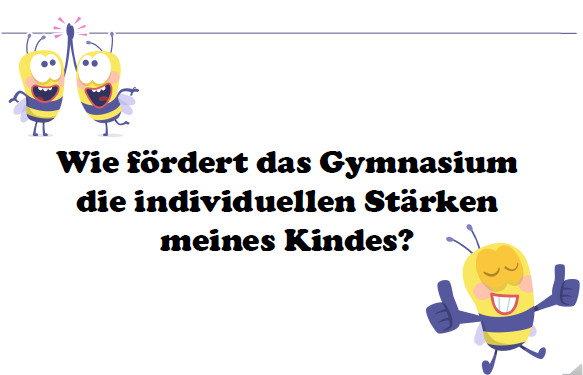 Wie fördert das Gymnasium
die individuellen Stärken
meines Kindes?